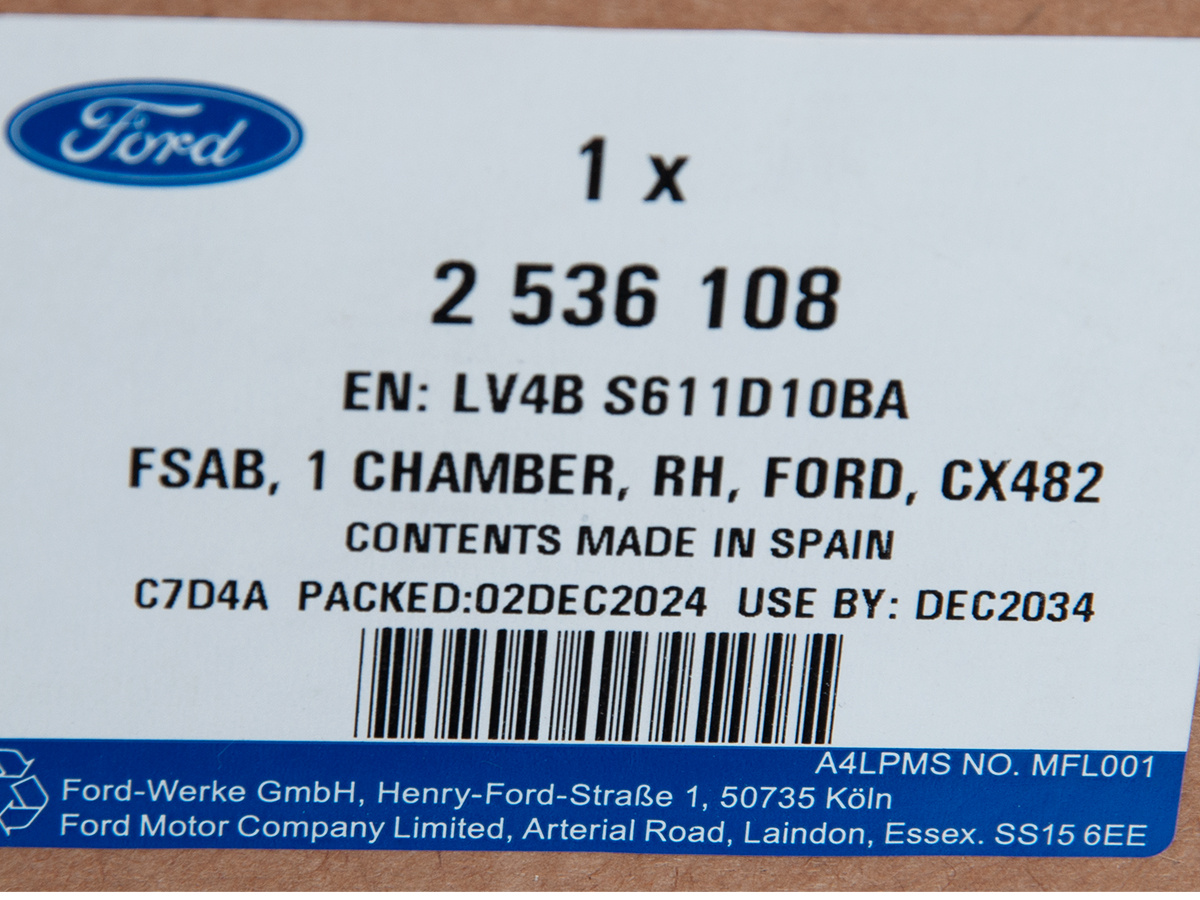 Ford
1 x
2 536 108
EN: LV4B S611D10BA
FSAB, 1 CHAMBER, RH, FORD, CX482
CONTENTS MADE IN SPAIN
C7D4A PACKED:02DEC2024 USE BY: DEC2034
A4LPMS NO. MFL001
Ford-Werke GmbH, Henry-Ford-Straße 1, 50735 Köln
Ford Motor Company Limited, Arterial Road, Laindon, Essex. SS15 6EE